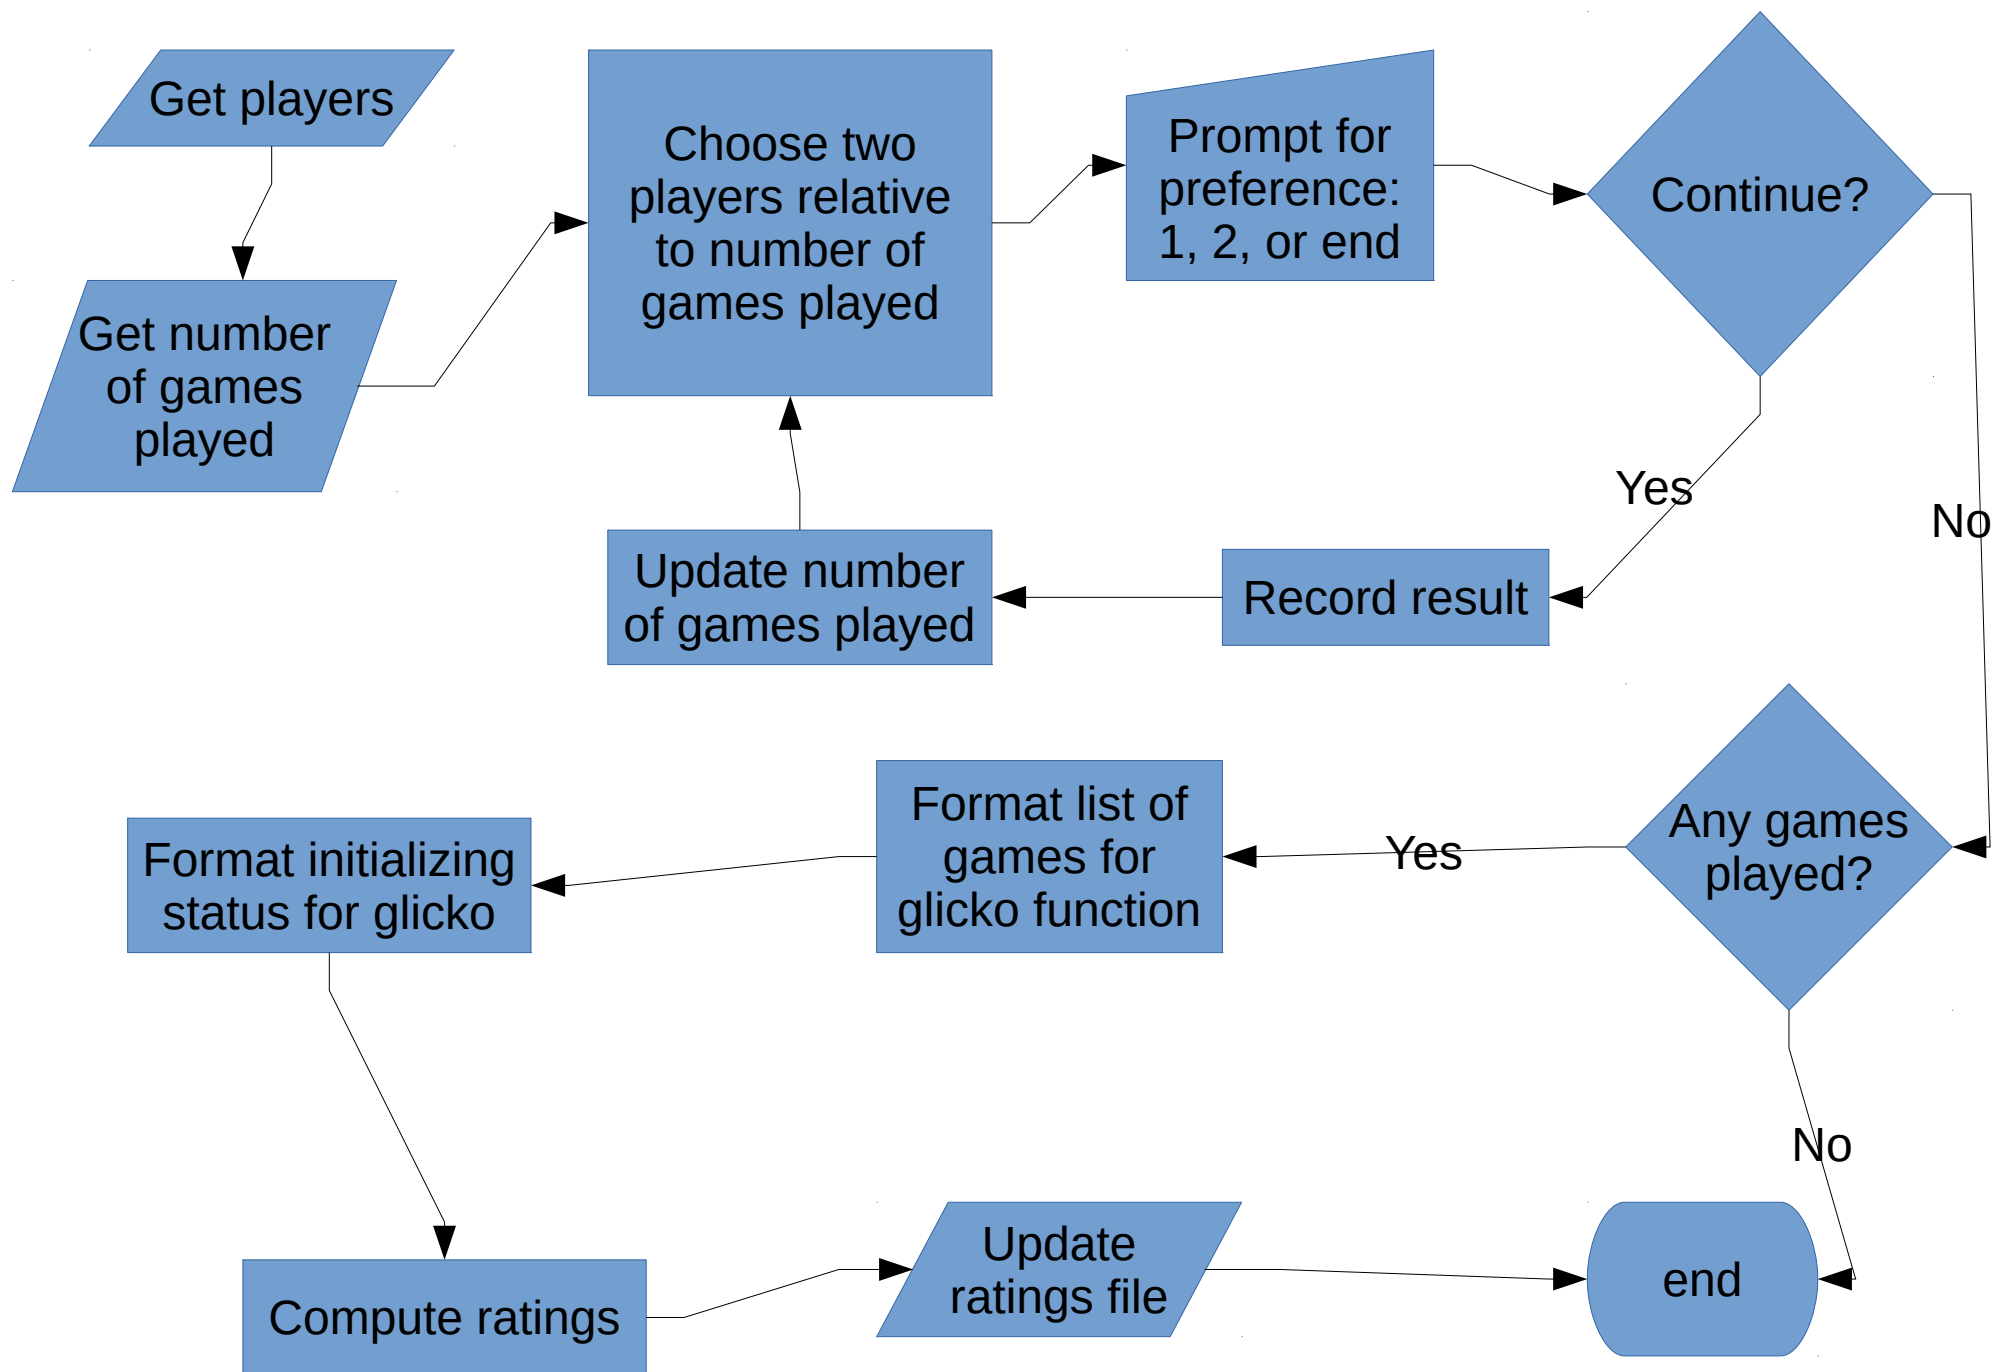 Get players
Get number
of games
played
Choose two
players relative
to number of
games played
Prompt for
preference:
1, 2, or end
Continue?
Yes
No
Record result
Update number
of games played
Any games
played?
Yes
No
Format list of
games for
glicko function
Format initializing
status for glicko
Compute ratings
Update
ratings file
end